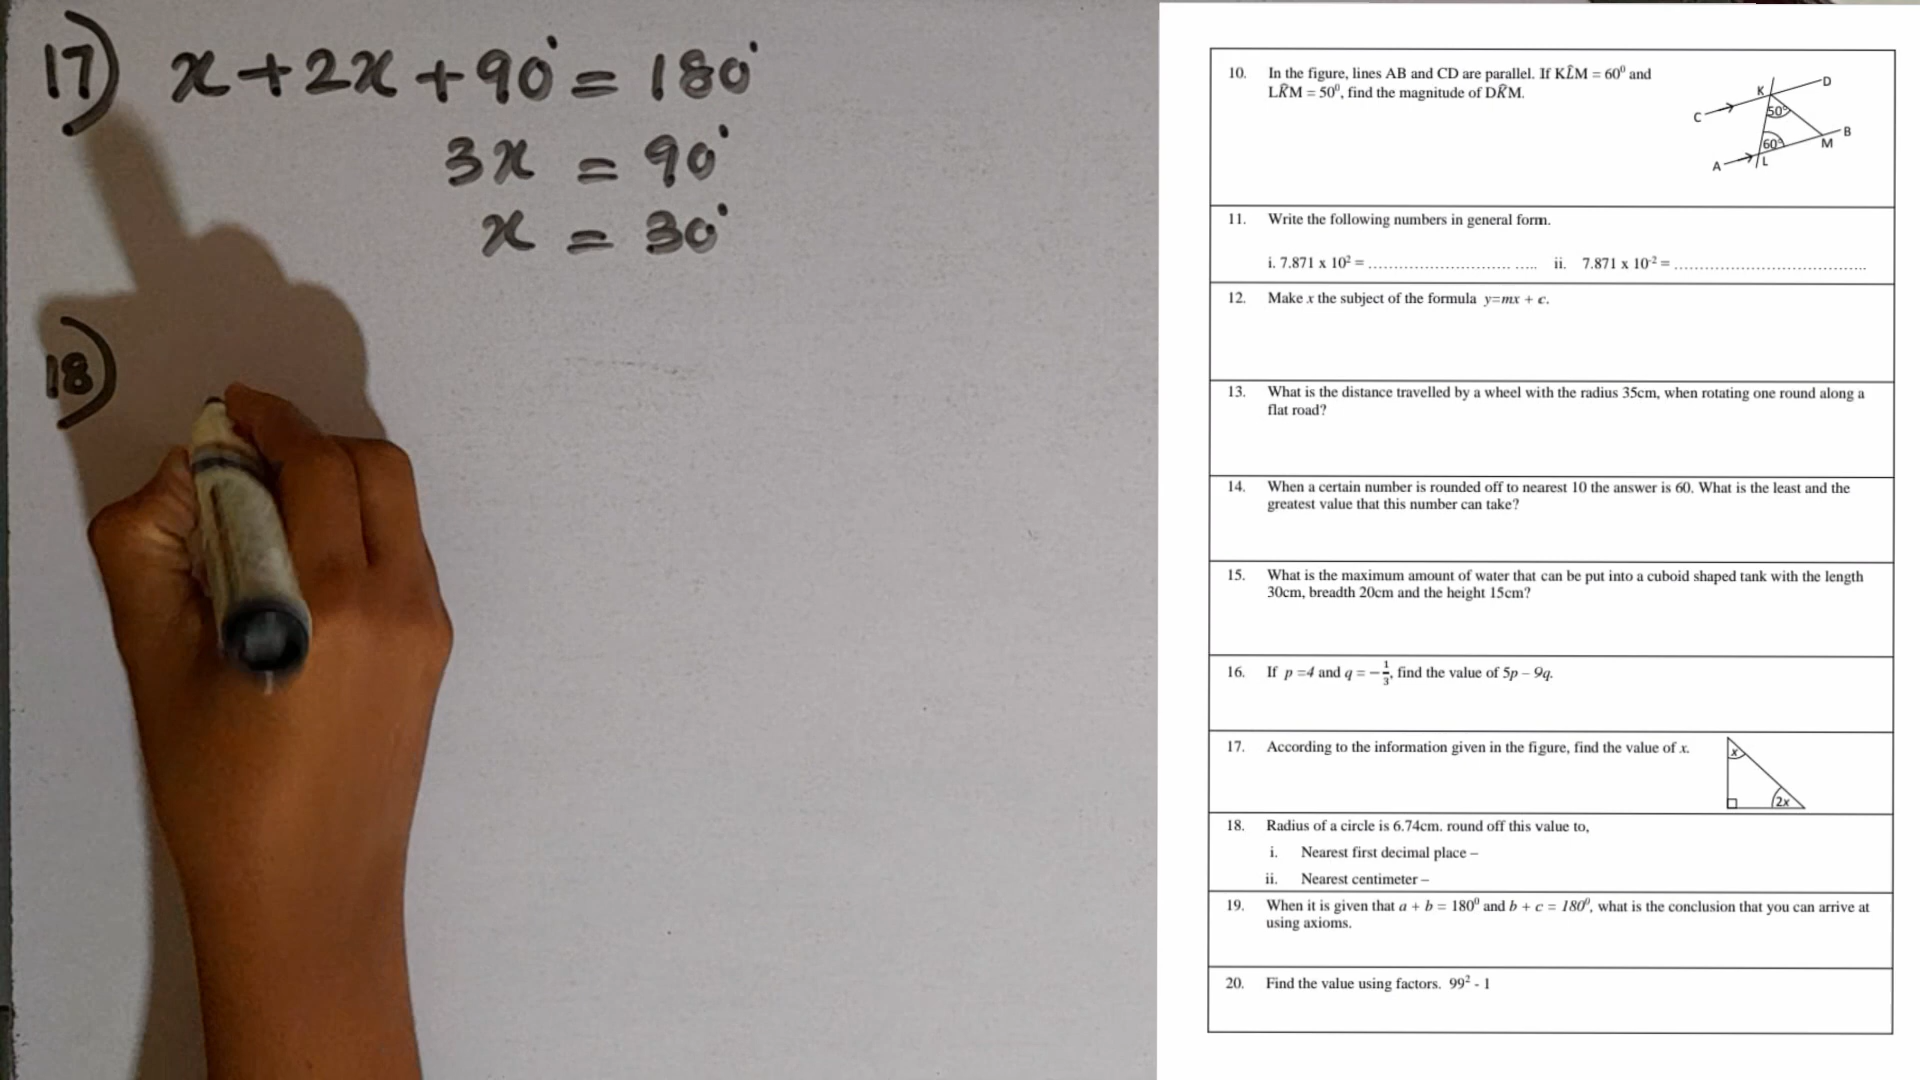 17) x + 2x + 90° = 180°
3x = 90°
x = 30°
18)
10. In the figure, lines AB and CD are parallel. If KL̂M = 60⁰ and
LK̂M = 50⁰, find the magnitude of DK̂M.
K
D
C
50°
B
60°
M
A
L
11. Write the following numbers in general form.
i. 7.871 x 10² = ……………………… ….. ii. 7.871 x 10⁻² = ………………………………
12. Make x the subject of the formula y=mx + c.
13. What is the distance travelled by a wheel with the radius 35cm, when rotating one round along a
flat road?
14. When a certain number is rounded off to nearest 10 the answer is 60. What is the least and the
greatest value that this number can take?
15. What is the maximum amount of water that can be put into a cuboid shaped tank with the length
30cm, breadth 20cm and the height 15cm?
16. If p =4 and q = −1/3, find the value of 5p – 9q.
17. According to the information given in the figure, find the value of x.
x
2x
18. Radius of a circle is 6.74cm. round off this value to,
i. Nearest first decimal place –
ii. Nearest centimeter –
19. When it is given that a + b = 180⁰ and b + c = 180⁰, what is the conclusion that you can arrive at
using axioms.
20. Find the value using factors. 99² - 1